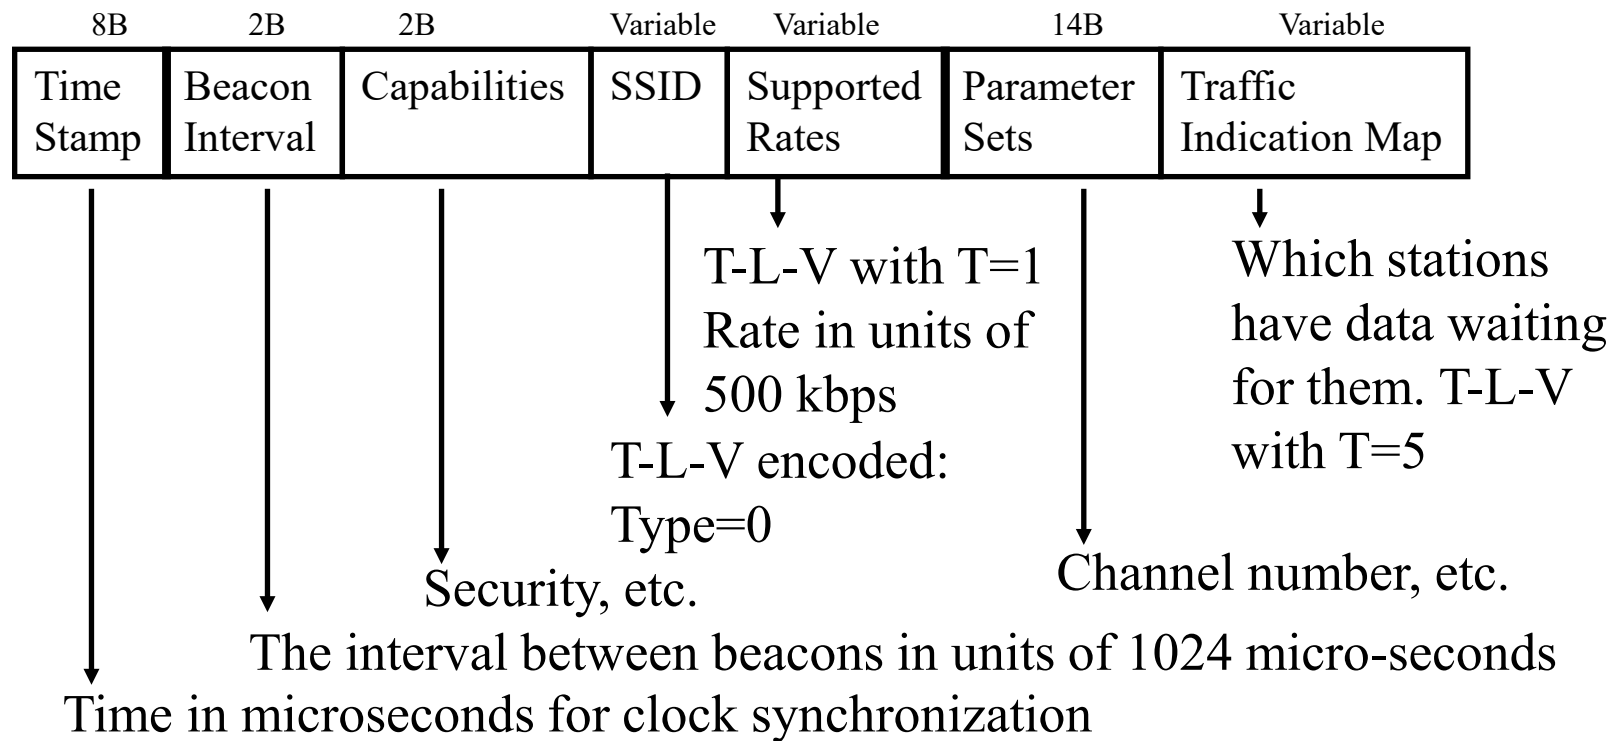 8B 2B 2B Variable Variable 14B Variable
Time Stamp
Beacon Interval
Capabilities
SSID
Supported Rates
Parameter Sets
Traffic Indication Map
T-L-V with T=1
Rate in units of
500 kbps
Which stations
have data waiting
for them. T-L-V
with T=5
T-L-V encoded:
Type=0
Security, etc.
Channel number, etc.
The interval between beacons in units of 1024 micro-seconds
Time in microseconds for clock synchronization